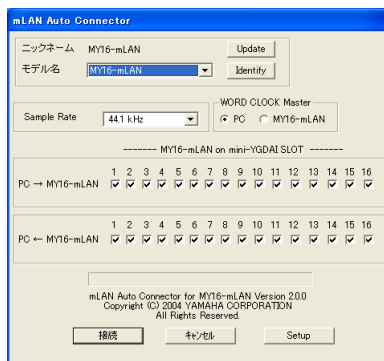 mLAN Auto Connector
ニックネーム MY16-mLAN Update
モデル名 MY16-mLAN Identify
Sample Rate 44.1 kHz
WORD CLOCK Master
PC MY16-mLAN
------- MY16-mLAN on mini-YGDAI SLOT -------
1 2 3 4 5 6 7 8 9 10 11 12 13 14 15 16
PC → MY16-mLAN
1 2 3 4 5 6 7 8 9 10 11 12 13 14 15 16
PC ← MY16-mLAN
mLAN Auto Connector for MY16-mLAN Version 2.0.0
Copyright (C) 2004 YAMAHA CORPORATION
All Rights Reserved.
接続 キャンセル Setup